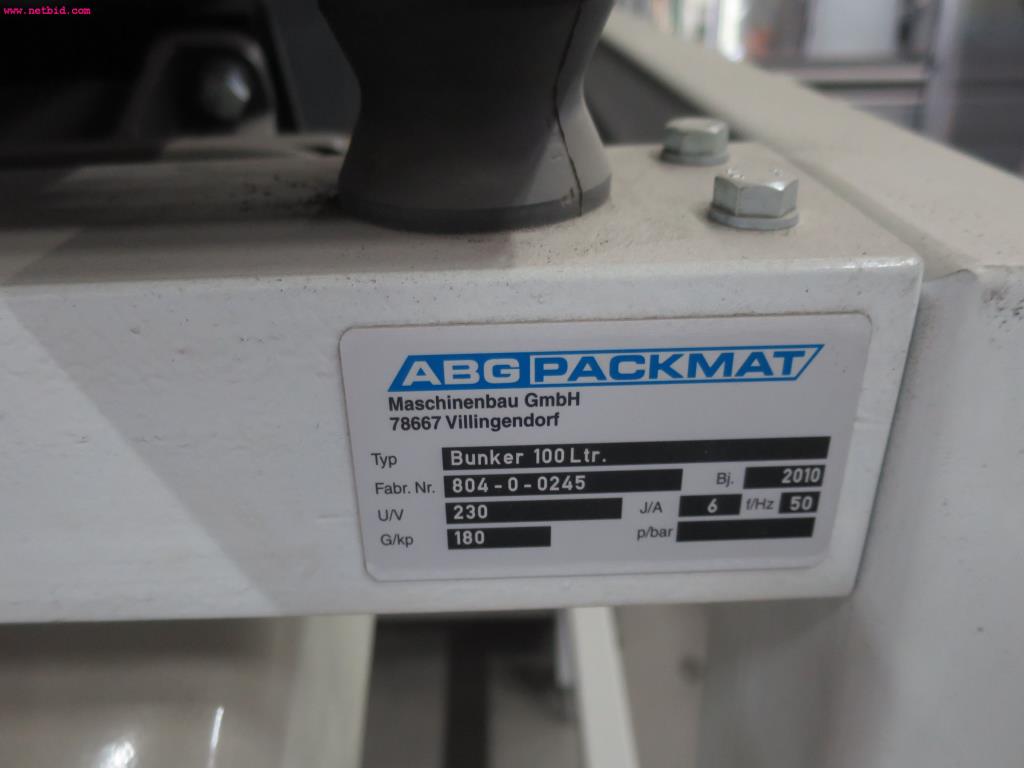 www.netbid.com
ABG PACKMAT
Maschinenbau GmbH
78667 Villingendorf
Typ Bunker 100 Ltr.
Fabr. Nr. 804-0-0245 Bj. 2010
U/V 230 J/A 6 f/Hz 50
G/kp 180 p/bar